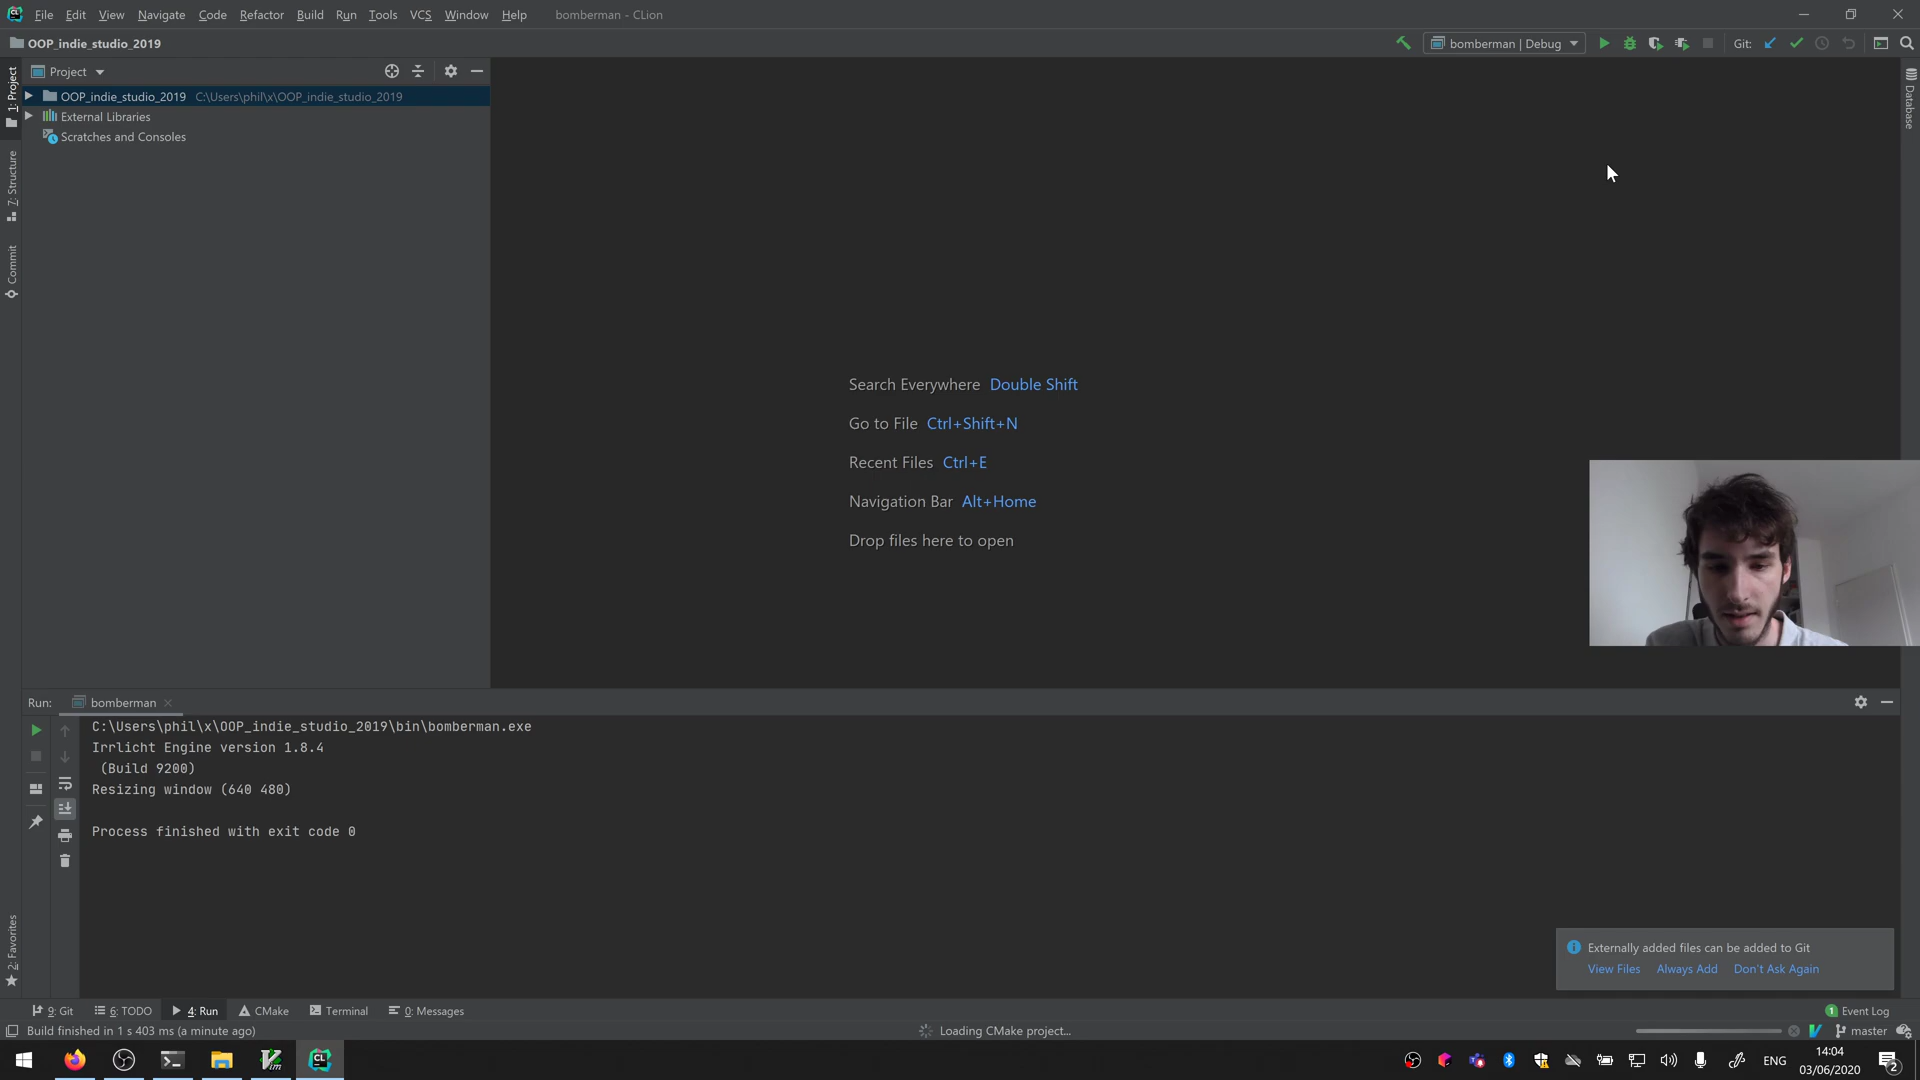 File Edit View Navigate Code Refactor Build Run Tools VCS Window Help bomberman - CLion
OOP_indie_studio_2019
bomberman | Debug
Git:
Project
OOP_indie_studio_2019 C:\Users\phil\x\OOP_indie_studio_2019
External Libraries
Scratches and Consoles
1: Project
7: Structure
Commit
2: Favorites
Database
Search Everywhere Double Shift
Go to File Ctrl+Shift+N
Recent Files Ctrl+E
Navigation Bar Alt+Home
Drop files here to open
Run: bomberman
C:\Users\phil\x\OOP_indie_studio_2019\bin\bomberman.exe
Irrlicht Engine version 1.8.4
(Build 9200)
Resizing window (640 480)
Process finished with exit code 0
Externally added files can be added to Git
View Files Always Add Don't Ask Again
9: Git 6: TODO 4: Run CMake Terminal 0: Messages
1 Event Log
Build finished in 1 s 403 ms (a minute ago)
Loading CMake project...
master
CL
ENG
14:04
03/06/2020
2